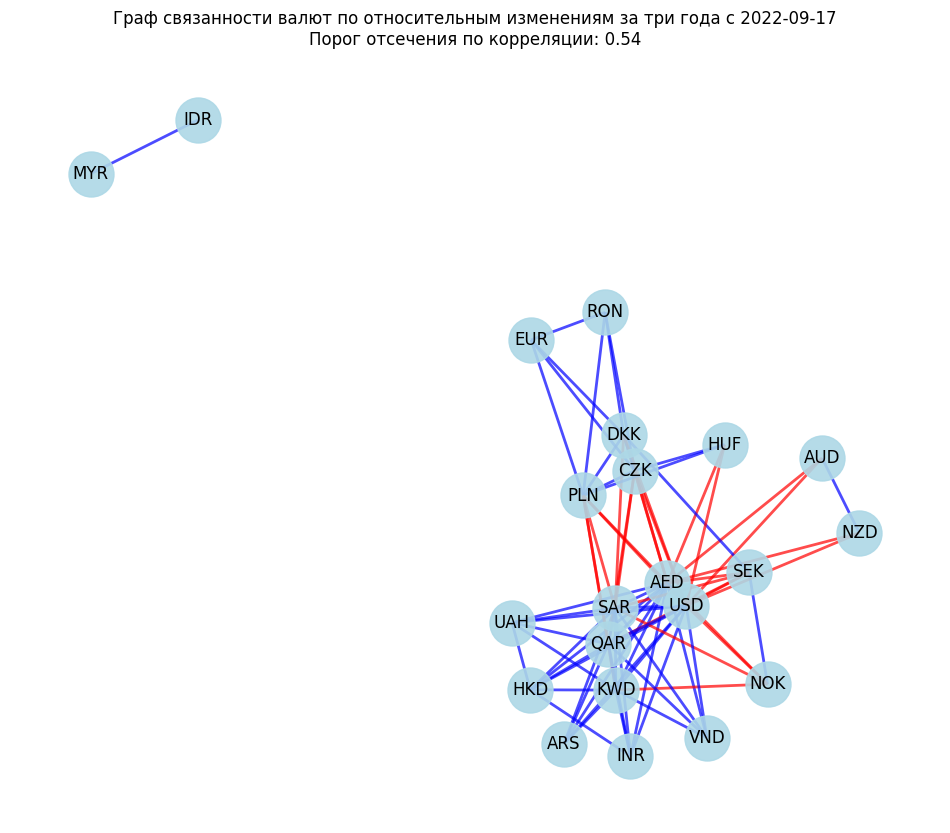 Граф связанности валют по относительным изменениям за три года с 2022-09-17
Порог отсечения по корреляции: 0.54
IDR
MYR
RON
EUR
DKK
HUF
AUD
CZK
PLN
NZD
SEK
AED
SAR
USD
UAH
QAR
NOK
HKD
KWD
VND
ARS
INR